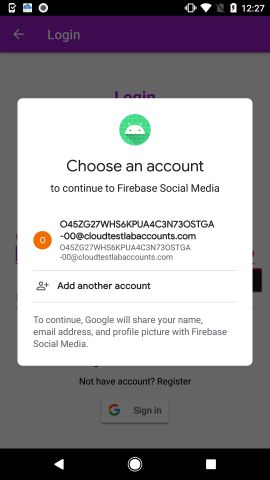 12:27
Login
Login
Choose an account
to continue to Firebase Social Media
O
O45ZG27WHS6KPUA4C3N73OSTGA
-00@cloudtestlabaccounts.com
O45ZG27WHS6KPUA4C3N73OSTGA
-00@cloudtestlabaccounts.com
Add another account
To continue, Google will share your name,
email address, and profile picture with Firebase
Social Media.
Not have account? Register
G Sign in